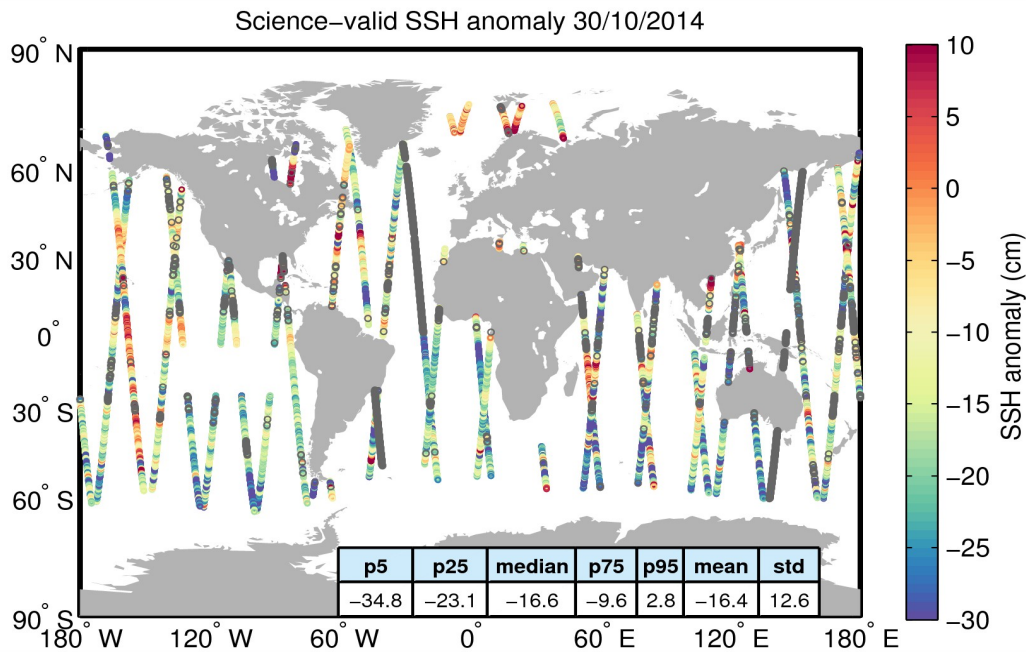 Science−valid SSH anomaly 30/10/2014
90° N
60° N
30° N
0°
30° S
60° S
90° S
180° W
120° W
60° W
0°
60° E
120° E
180° E
p5 p25 median p75 p95 mean std
−34.8 −23.1 −16.6 −9.6 2.8 −16.4 12.6
10
5
0
−5
−10
−15
−20
−25
−30
SSH anomaly (cm)